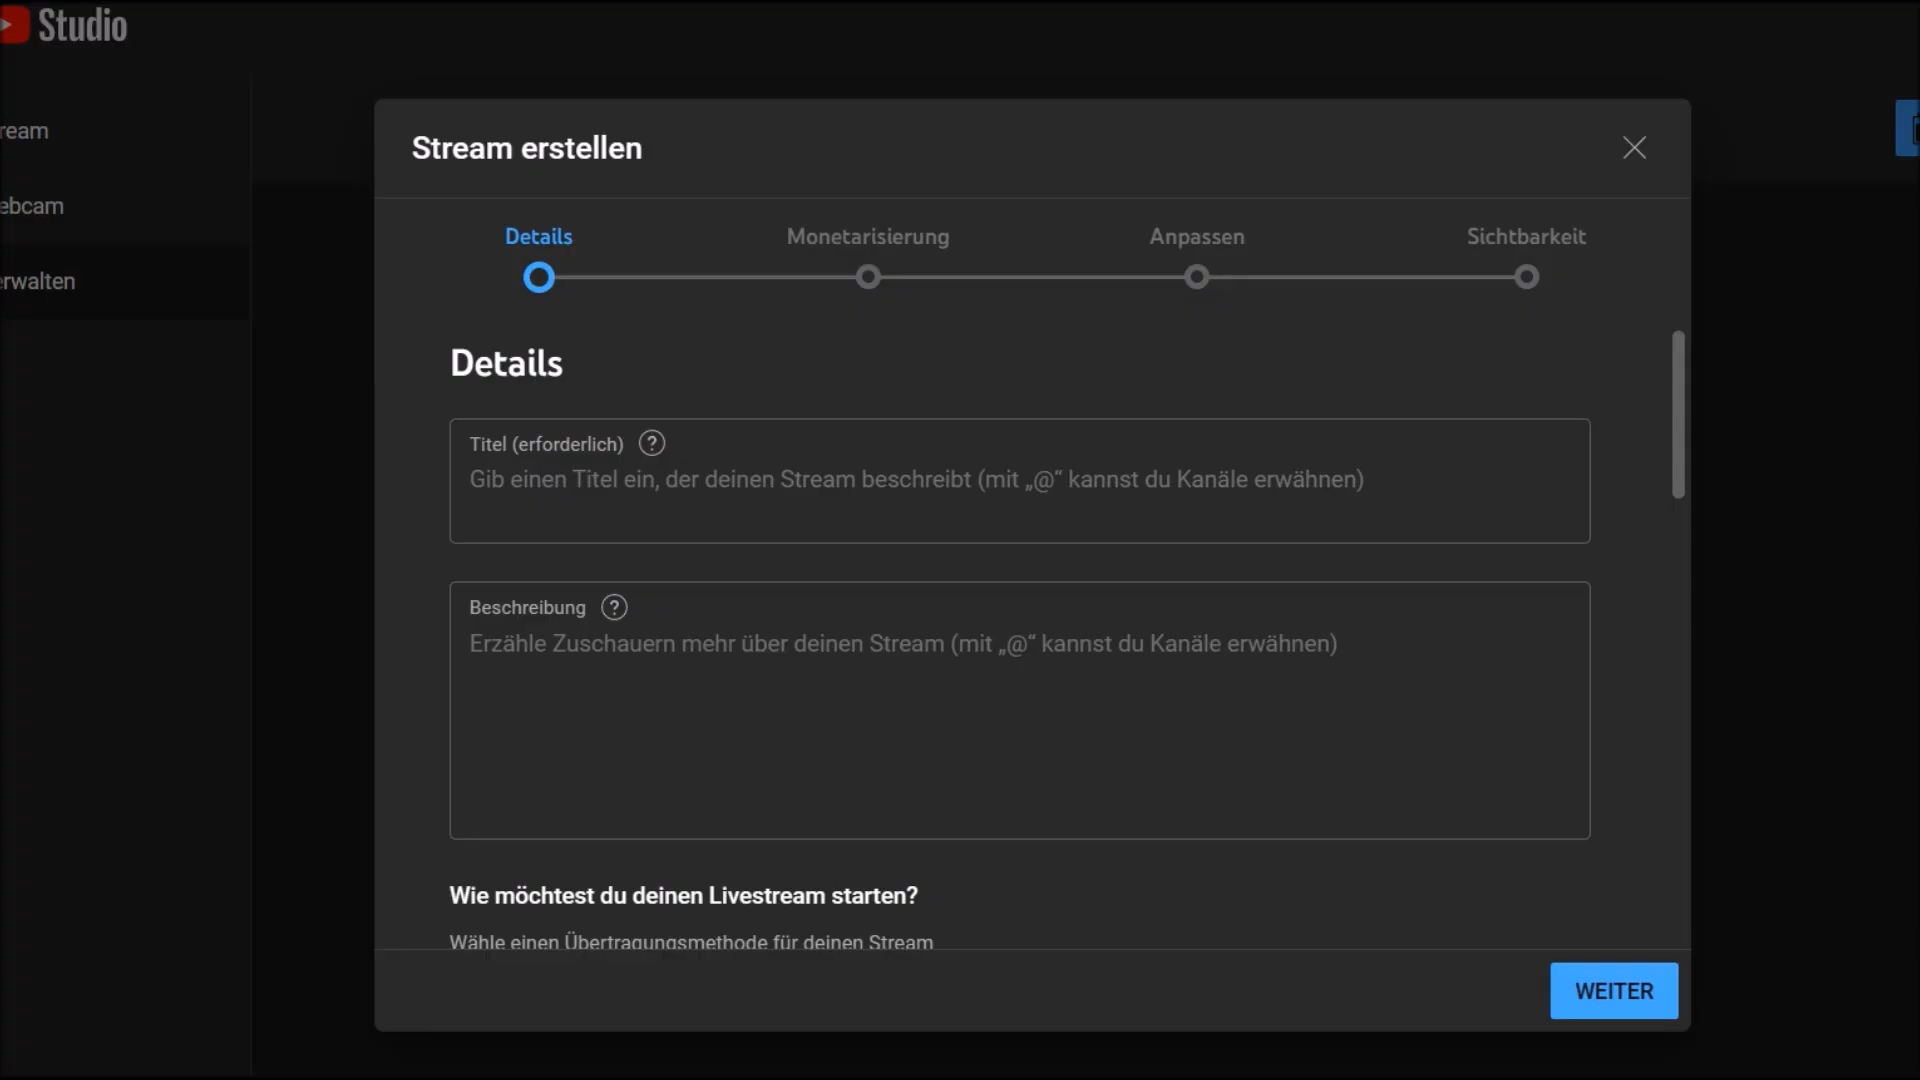 Studio
ream
ebcam
erwalten
Stream erstellen
Details
Monetarisierung
Anpassen
Sichtbarkeit
Details
Titel (erforderlich) ?
Gib einen Titel ein, der deinen Stream beschreibt (mit „@“ kannst du Kanäle erwähnen)
Beschreibung ?
Erzähle Zuschauern mehr über deinen Stream (mit „@“ kannst du Kanäle erwähnen)
Wie möchtest du deinen Livestream starten?
Wähle einen Übertragungsmethode für deinen Stream
WEITER